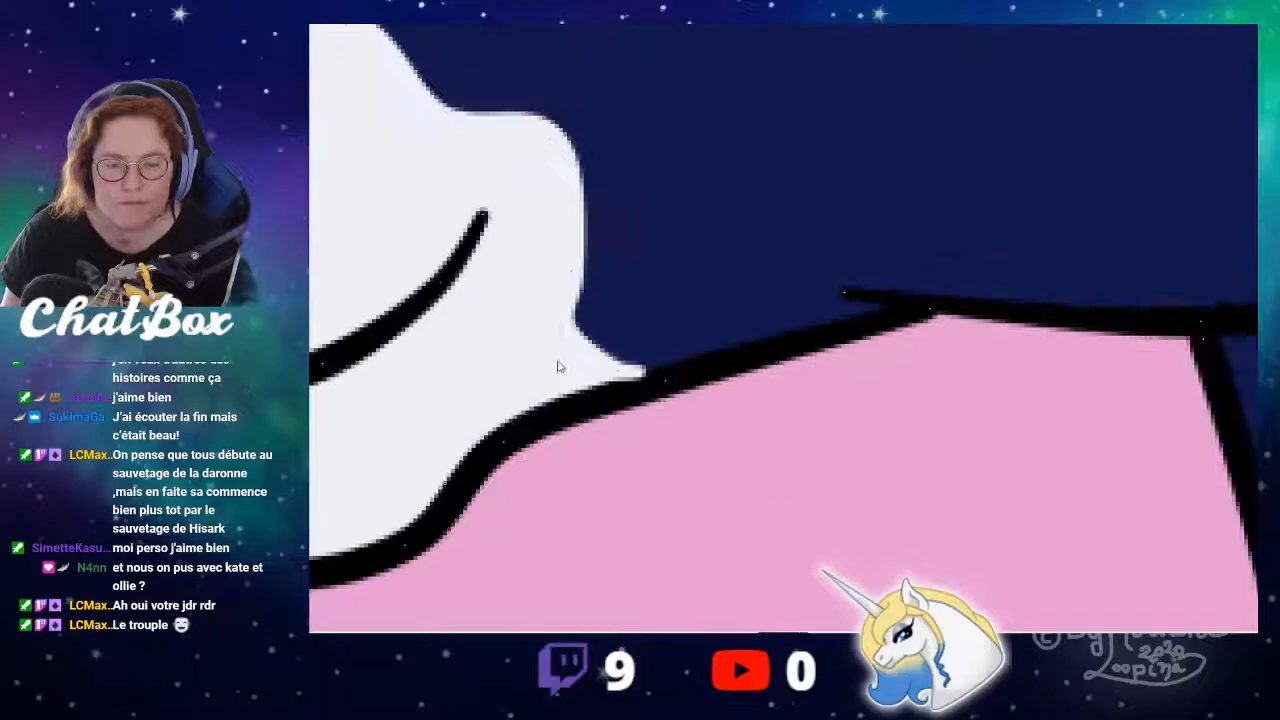 ChatBox
histoires comme ça
j'aime bien
SukimaGa
J'ai écouter la fin mais
c'était beau!
LCMax..On pense que tous débute au
sauvetage de la daronne
,mais en faite sa commence
bien plus tot par le
sauvetage de Hisark
SimetteKasu... moi perso j'aime bien
N4nn et nous on pus avec kate et
ollie ?
LCMax..Ah oui votre jdr rdr
LCMax..Le trouple
9
0
©
2020
Loopina